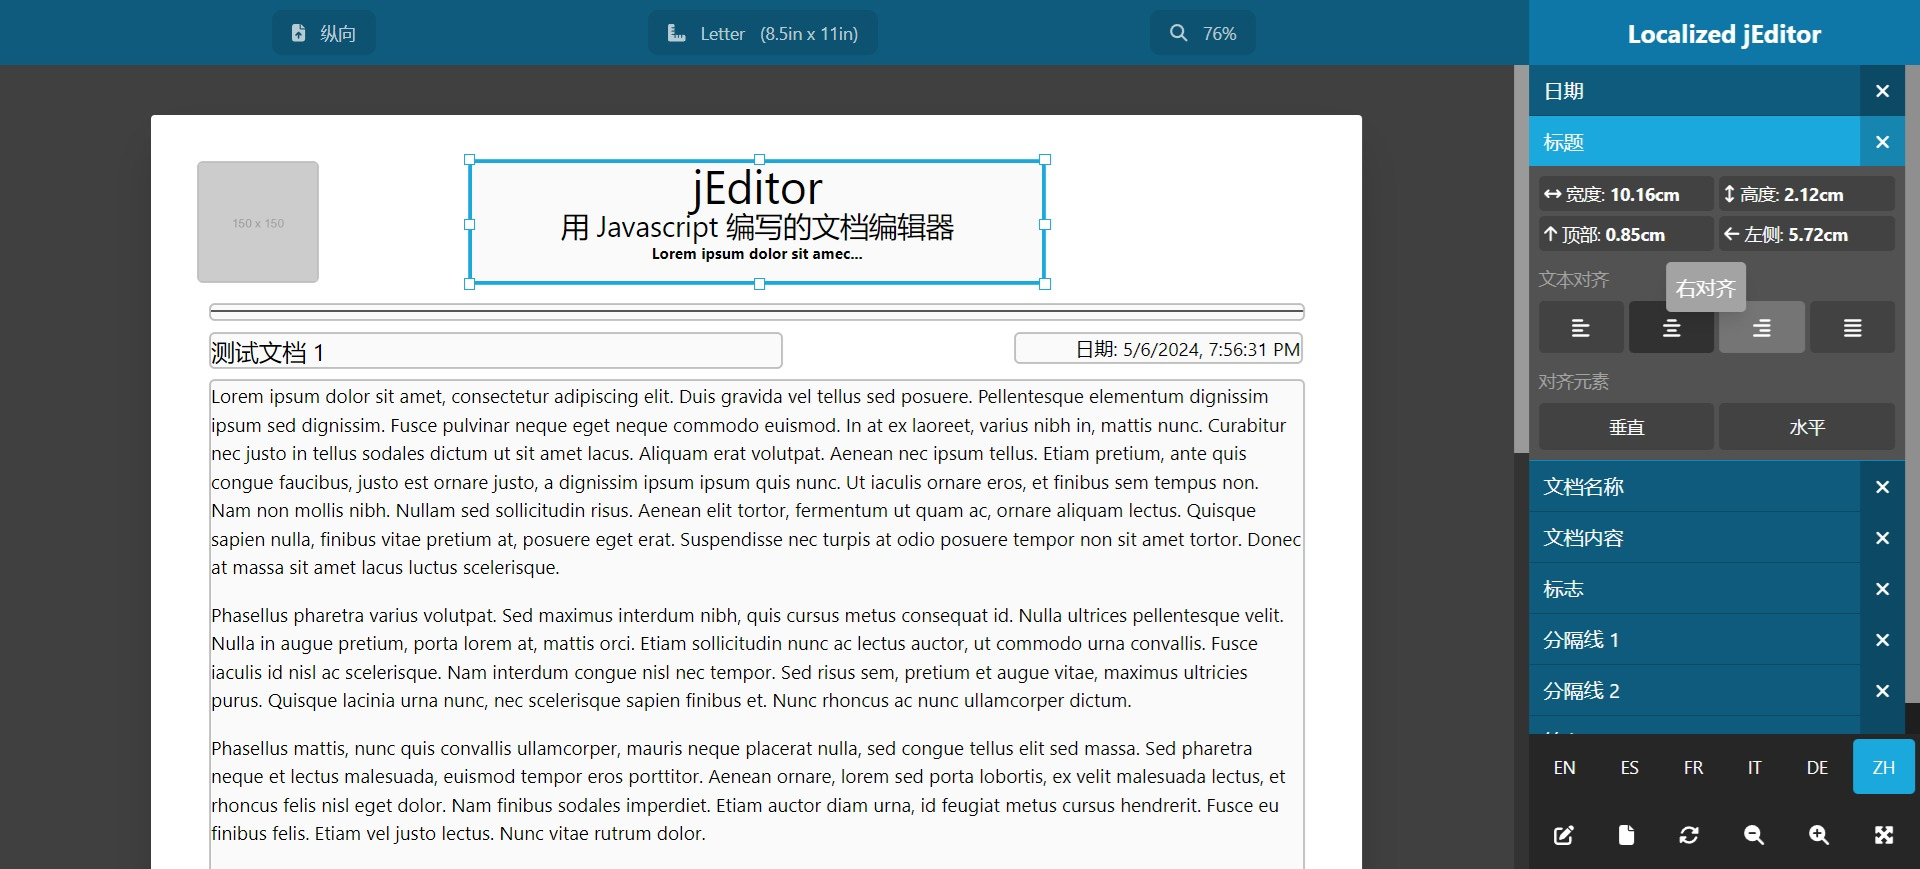 纵向
Letter (8.5in x 11in)
76%
Localized jEditor
150 x 150
jEditor
用 Javascript 编写的文档编辑器
Lorem ipsum dolor sit amec...
测试文档 1
日期: 5/6/2024, 7:56:31 PM
Lorem ipsum dolor sit amet, consectetur adipiscing elit. Duis gravida vel tellus sed posuere. Pellentesque elementum dignissim
ipsum sed dignissim. Fusce pulvinar neque eget neque commodo euismod. In at ex laoreet, varius nibh in, mattis nunc. Curabitur
nec justo in tellus sodales dictum ut sit amet lacus. Aliquam erat volutpat. Aenean nec ipsum tellus. Etiam pretium, ante quis
congue faucibus, justo est ornare justo, a dignissim ipsum ipsum quis nunc. Ut iaculis ornare eros, et finibus sem tempus non.
Nam non mollis nibh. Nullam sed sollicitudin risus. Aenean elit tortor, fermentum ut quam ac, ornare aliquam lectus. Quisque
sapien nulla, finibus vitae pretium at, posuere eget erat. Suspendisse nec turpis at odio posuere tempor non sit amet tortor. Donec
at massa sit amet lacus luctus scelerisque.
Phasellus pharetra varius volutpat. Sed maximus interdum nibh, quis cursus metus consequat id. Nulla ultrices pellentesque velit.
Nulla in augue pretium, porta lorem at, mattis orci. Etiam sollicitudin nunc ac lectus auctor, ut commodo urna convallis. Fusce
iaculis id nisl ac scelerisque. Nam interdum congue nisl nec tempor. Sed risus sem, pretium et augue vitae, maximus ultricies
purus. Quisque lacinia urna nunc, nec scelerisque sapien finibus et. Nunc rhoncus ac nunc ullamcorper dictum.
Phasellus mattis, nunc quis convallis ullamcorper, mauris neque placerat nulla, sed congue tellus elit sed massa. Sed pharetra
neque et lectus malesuada, euismod tempor eros porttitor. Aenean ornare, lorem sed porta lobortis, ex velit malesuada lectus, et
rhoncus felis nisl eget dolor. Nam finibus sodales imperdiet. Etiam auctor diam urna, id feugiat metus cursus hendrerit. Fusce eu
finibus felis. Etiam vel justo lectus. Nunc vitae rutrum dolor.
日期
标题
宽度: 10.16cm
高度: 2.12cm
顶部: 0.85cm
左侧: 5.72cm
文本对齐
右对齐
对齐元素
垂直
水平
文档名称
文档内容
标志
分隔线 1
分隔线 2
EN ES FR IT DE ZH